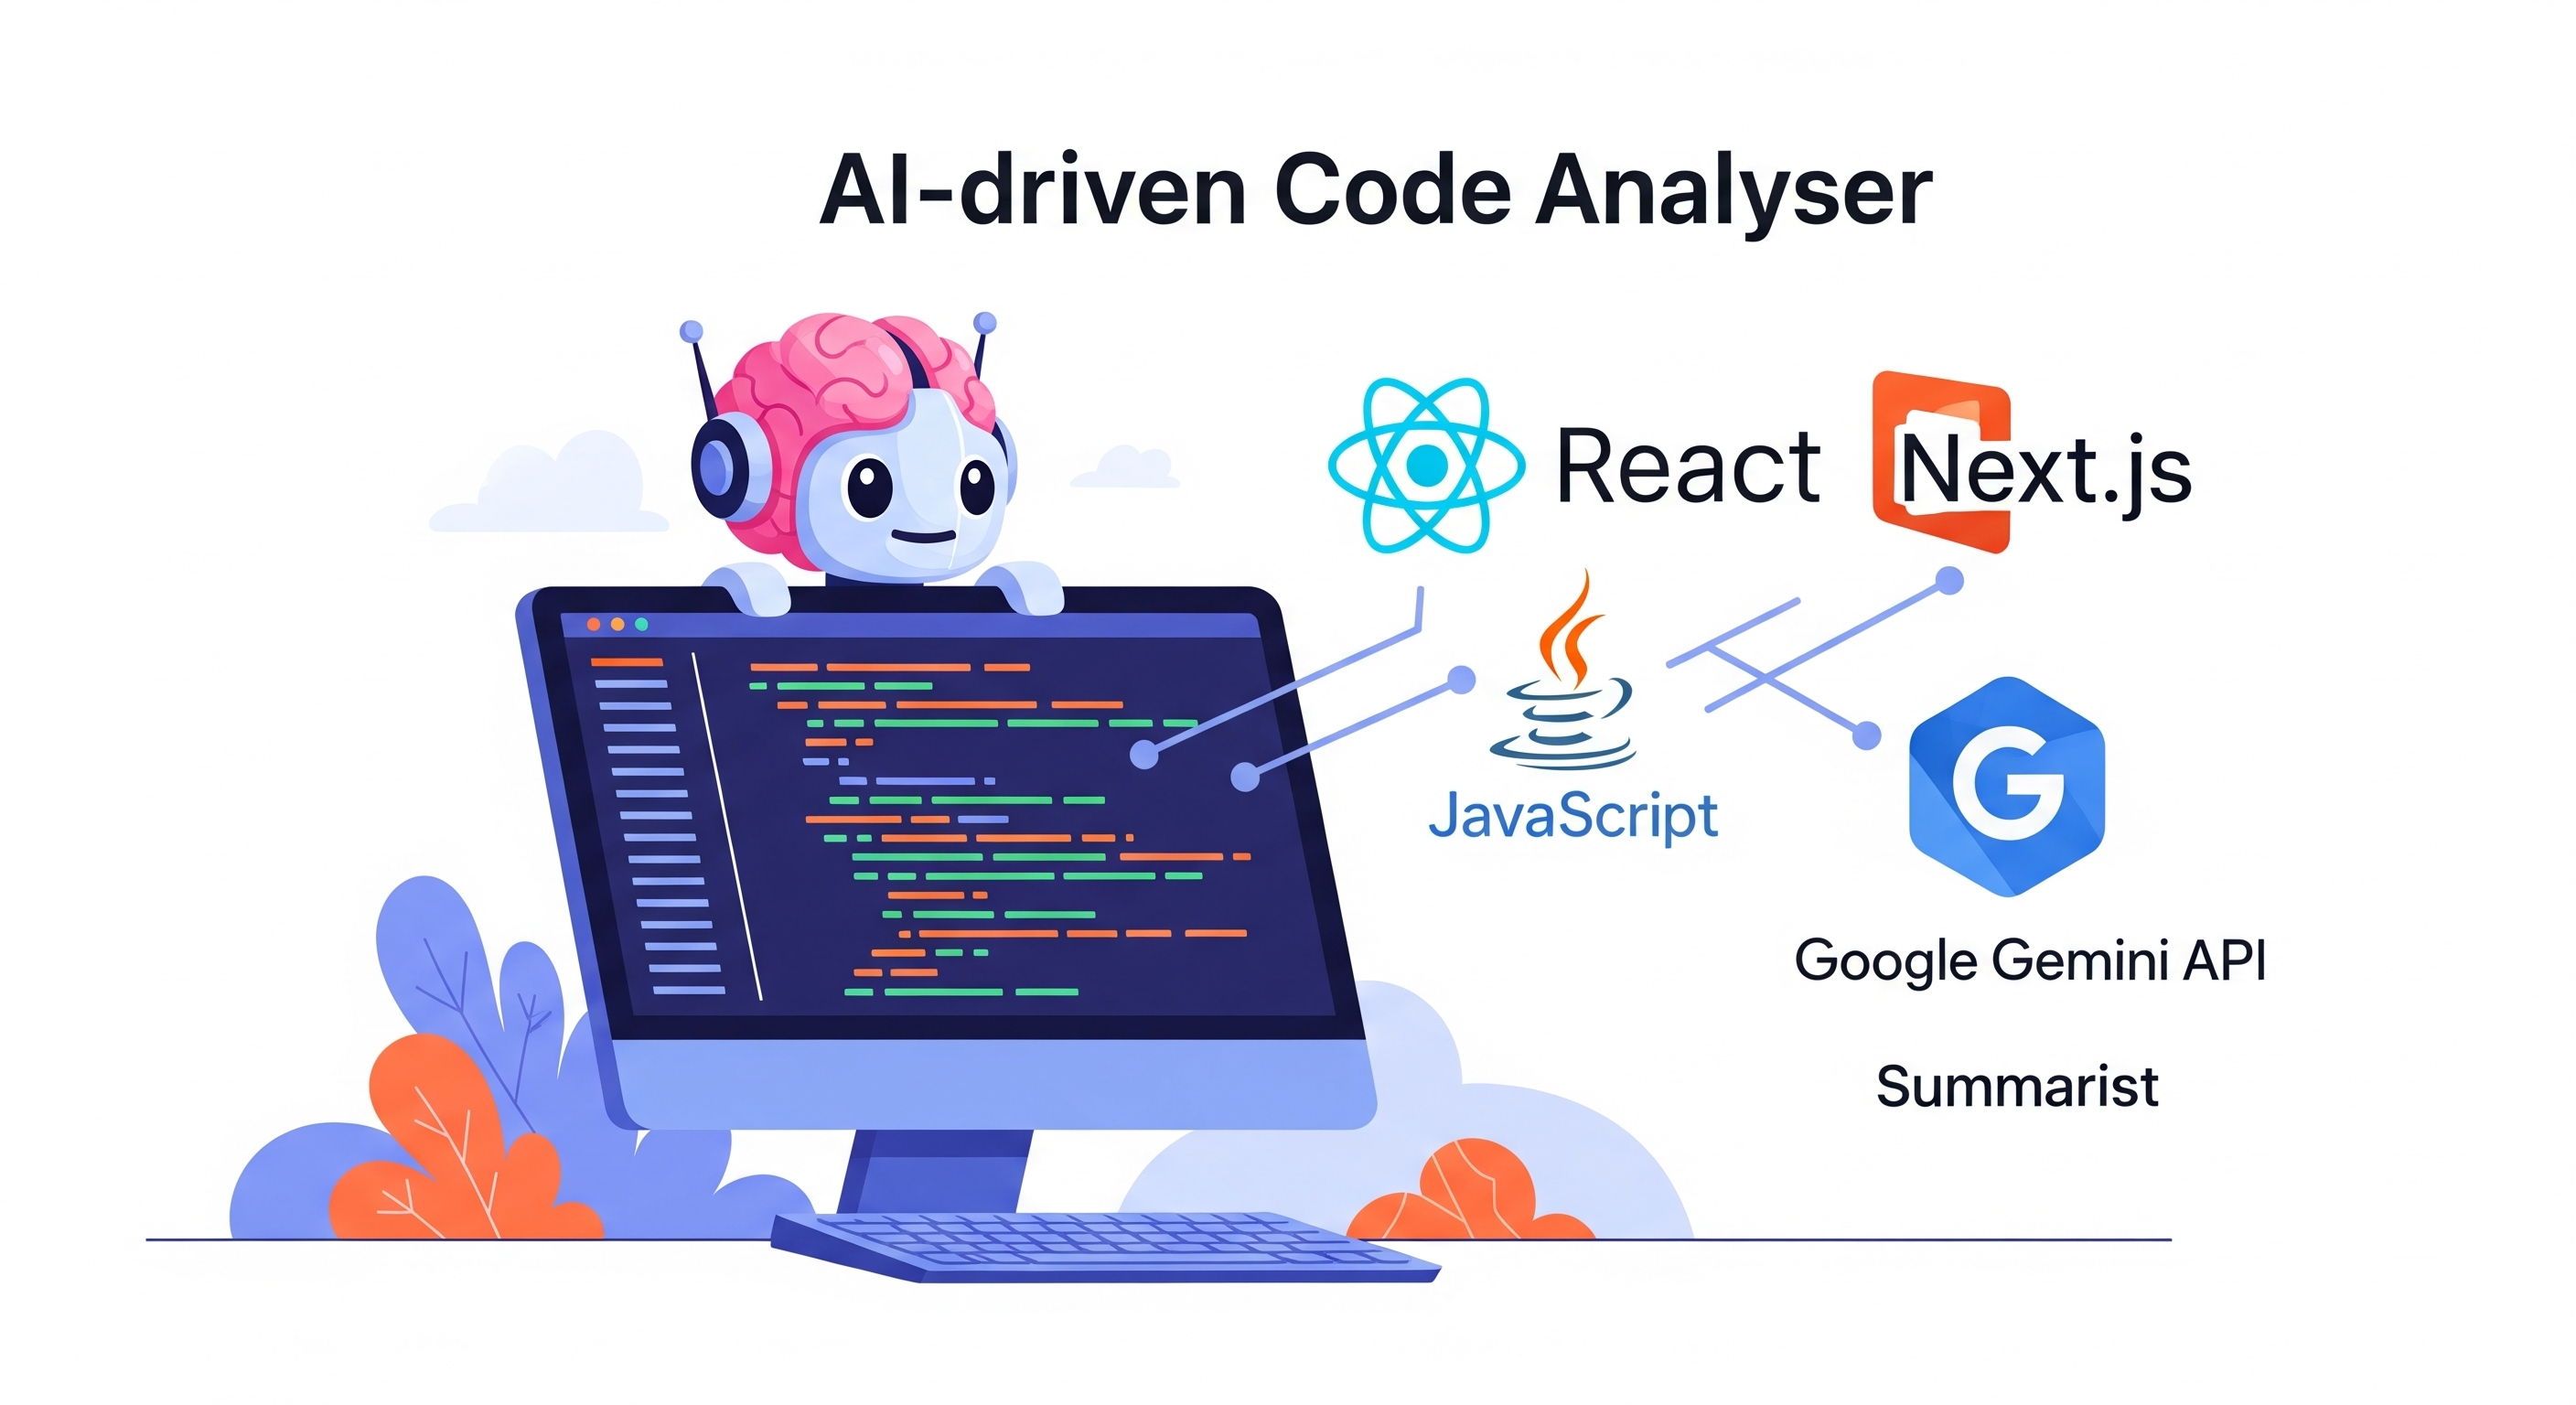 AI-driven Code Analyser
React
Next.js
JavaScript
G
Google Gemini API
Summarist